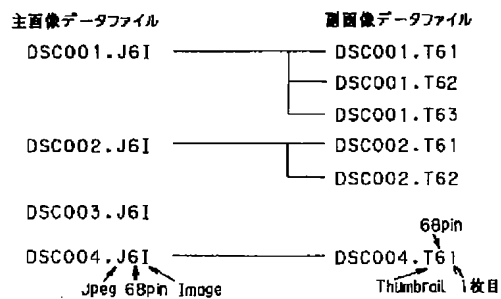 主画像データファイル 副画像データファイル
DSC001.J6I DSC001.T61
DSC001.T62
DSC001.T63
DSC002.J6I DSC002.T61
DSC002.T62
DSC003.J6I
68pin
DSC004.J6I DSC004.T61
Jpeg 68pin Image Thumbnail 1枚目